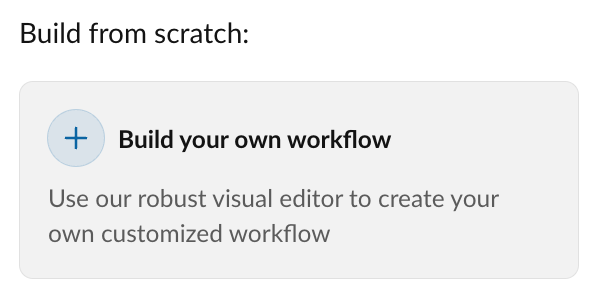 Build from scratch:
Build your own workflow
Use our robust visual editor to create your
own customized workflow